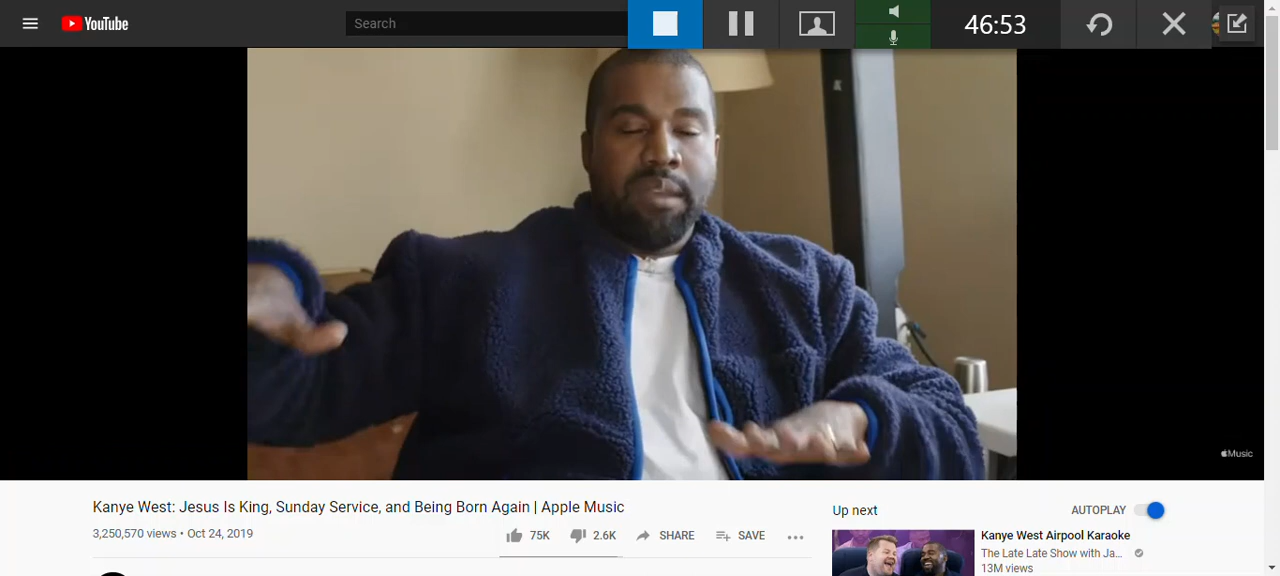 YouTube
Search
46:53
Music
Kanye West: Jesus Is King, Sunday Service, and Being Born Again | Apple Music
3,250,570 views • Oct 24, 2019
75K
2.6K
SHARE
SAVE
Up next
AUTOPLAY
Kanye West Airpool Karaoke
The Late Late Show with Ja...
13M views